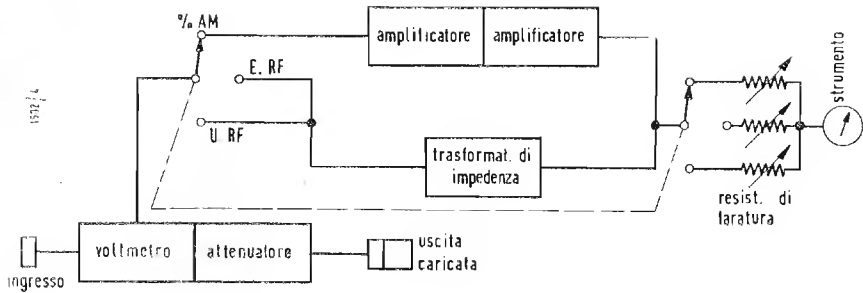 % AM
E. RF
U. RF
amplificatore
amplificatore
trasformat. di
impedenza
strumento
resist. di
taratura
voltmetro
attenuatore
ingresso
uscita
caricata